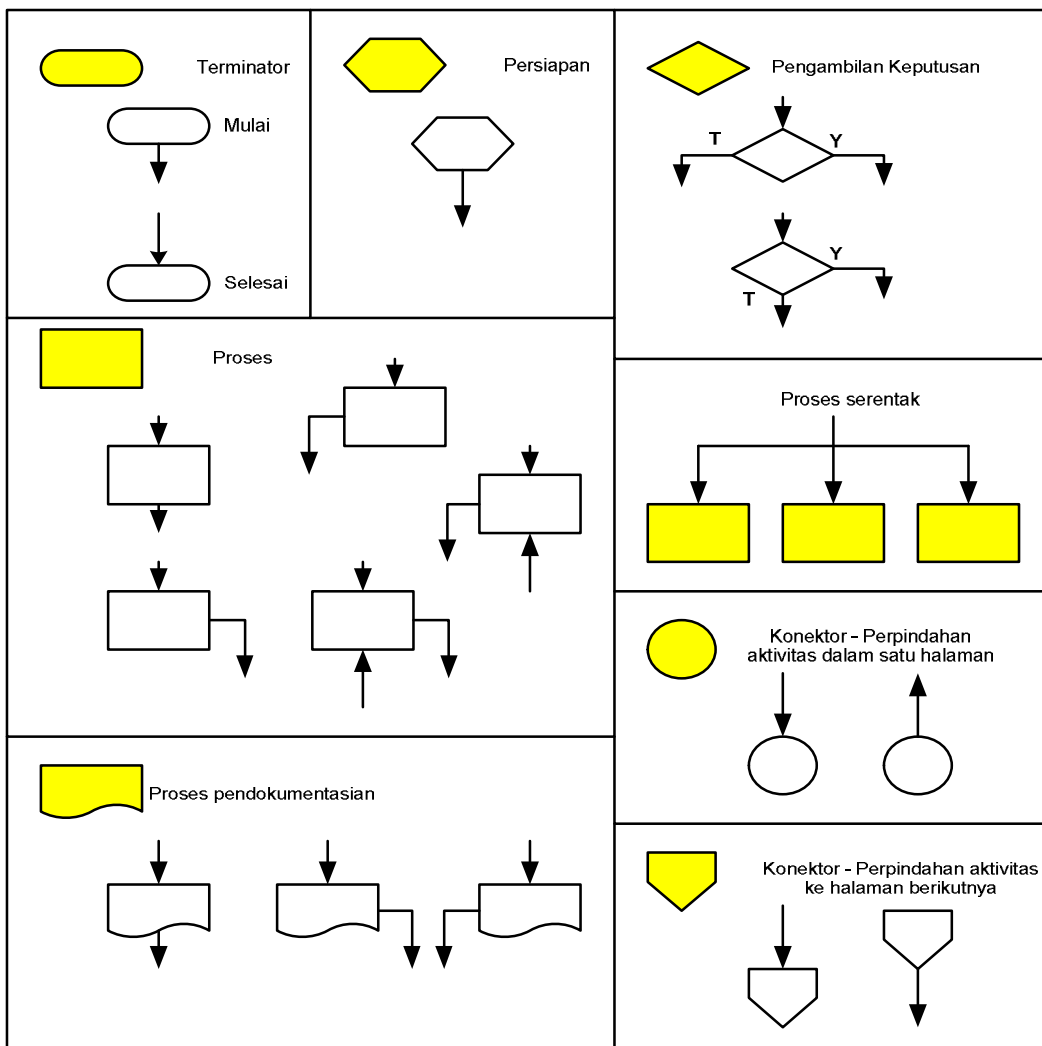 Terminator
Mulai
Selesai
Persiapan
Pengambilan Keputusan
T
Y
Y
T
Proses
Proses serentak
Konektor - Perpindahan
aktivitas dalam satu halaman
Proses pendokumentasian
Konektor - Perpindahan aktivitas
ke halaman berikutnya